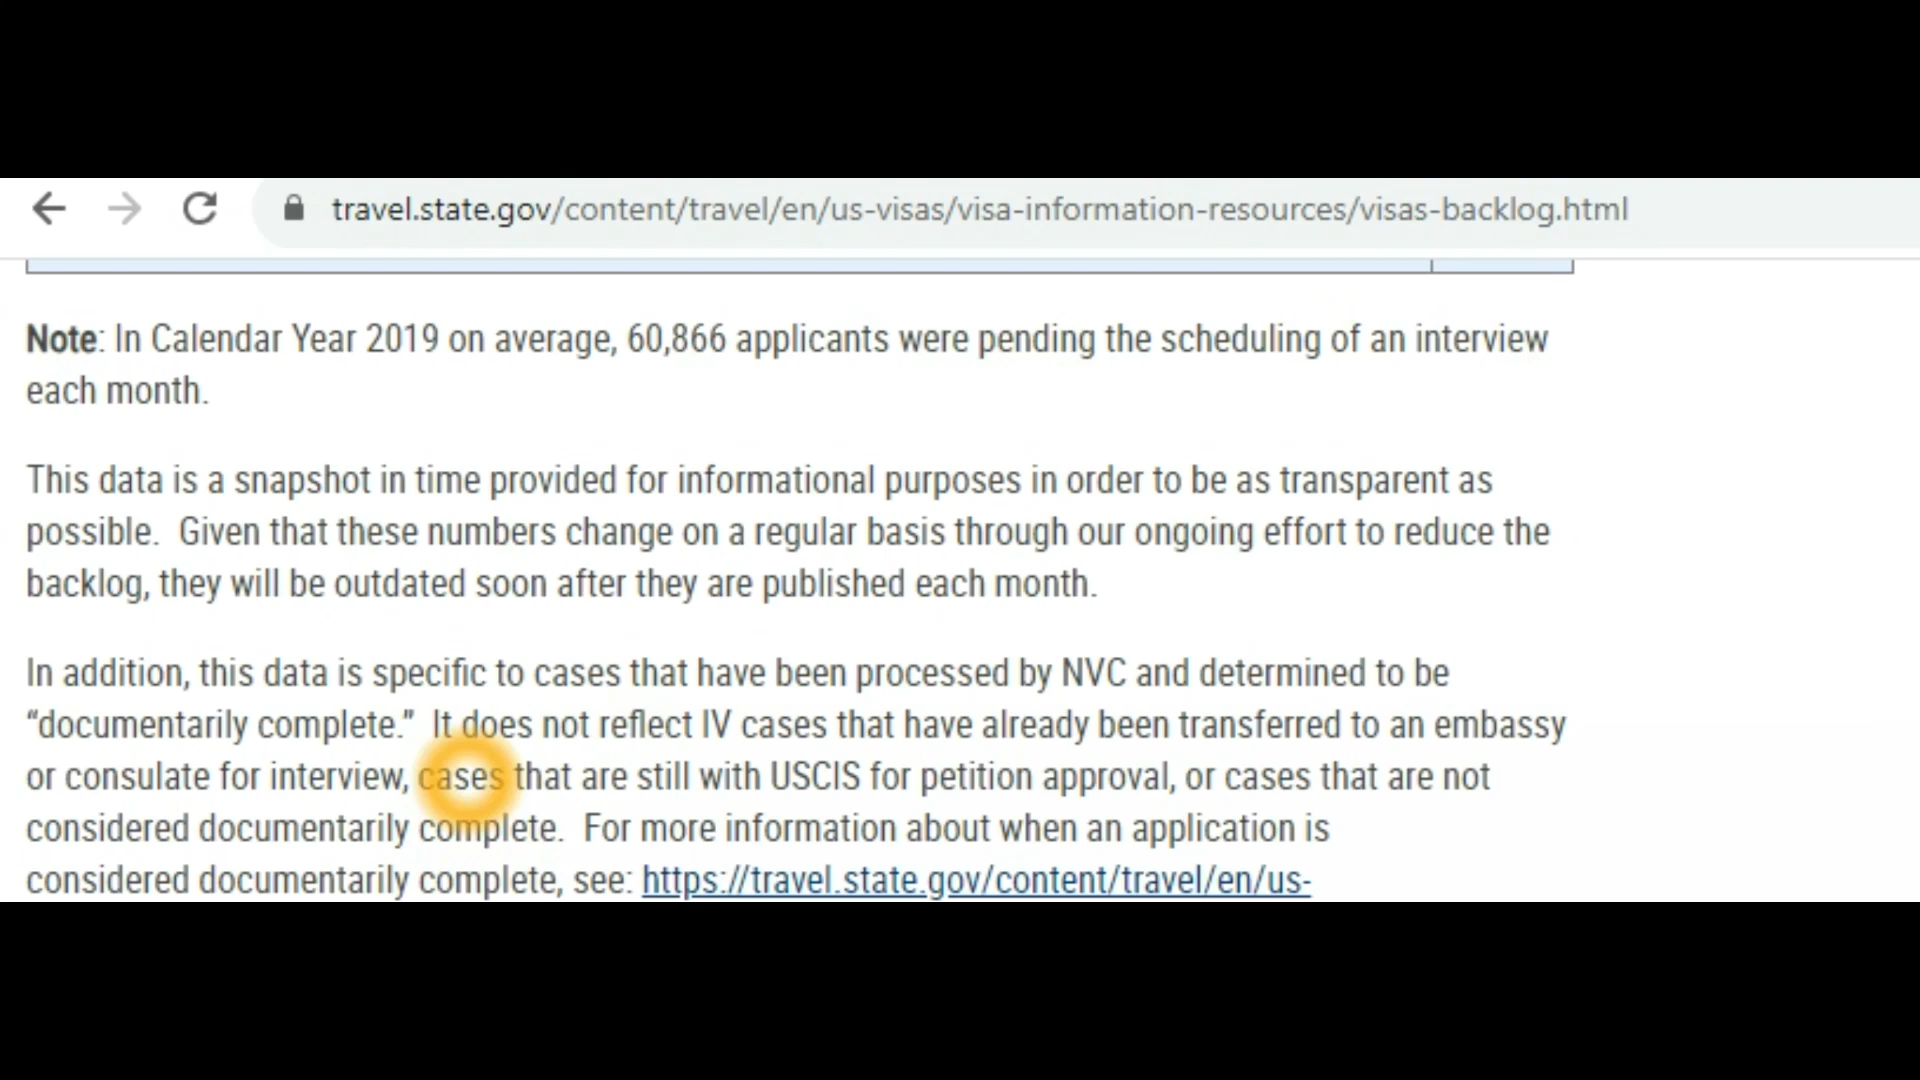 travel.state.gov/content/travel/en/us-visas/visa-information-resources/visas-backlog.html
Note: In Calendar Year 2019 on average, 60,866 applicants were pending the scheduling of an interview
each month.
This data is a snapshot in time provided for informational purposes in order to be as transparent as
possible.  Given that these numbers change on a regular basis through our ongoing effort to reduce the
backlog, they will be outdated soon after they are published each month.
In addition, this data is specific to cases that have been processed by NVC and determined to be
“documentarily complete.”  It does not reflect IV cases that have already been transferred to an embassy
or consulate for interview, cases that are still with USCIS for petition approval, or cases that are not
considered documentarily complete.  For more information about when an application is
considered documentarily complete, see: https://travel.state.gov/content/travel/en/us-